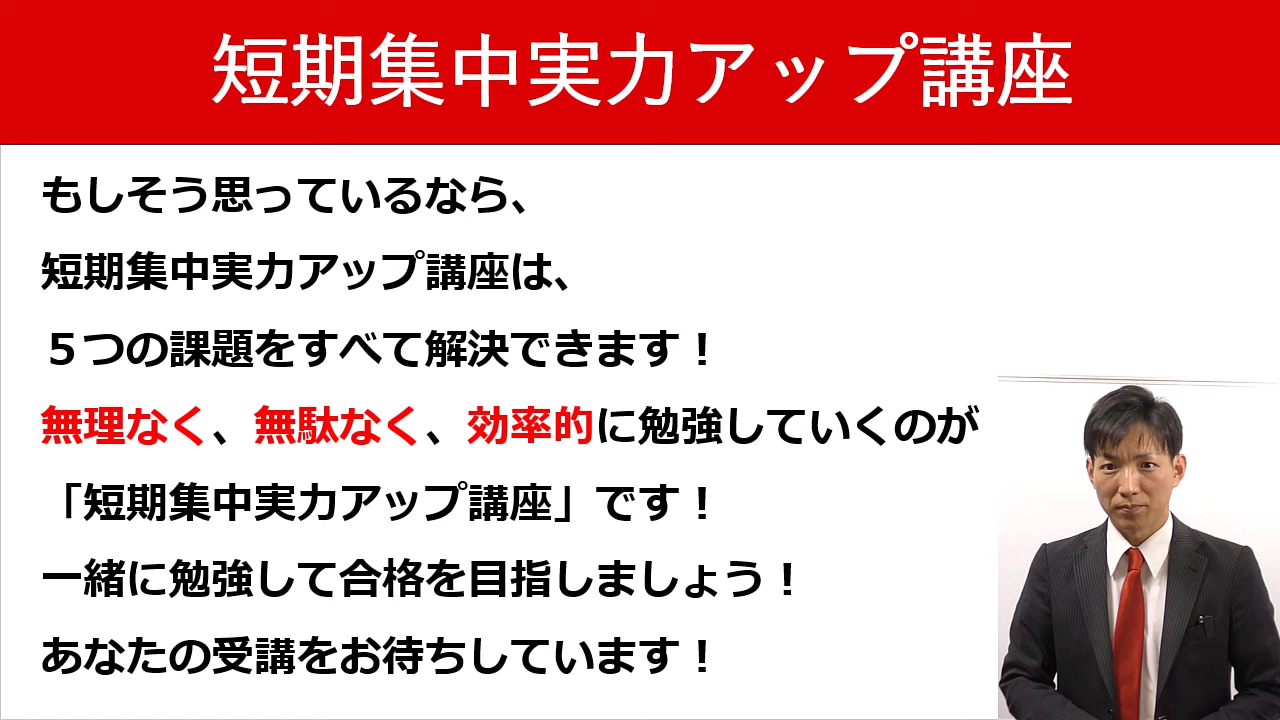 短期集中実力アップ講座
もしそう思っているなら、
短期集中実力アップ講座は、
５つの課題をすべて解決できます！
無理なく、無駄なく、効率的に勉強していくのが
「短期集中実力アップ講座」です！
一緒に勉強して合格を目指しましょう！
あなたの受講をお待ちしています！